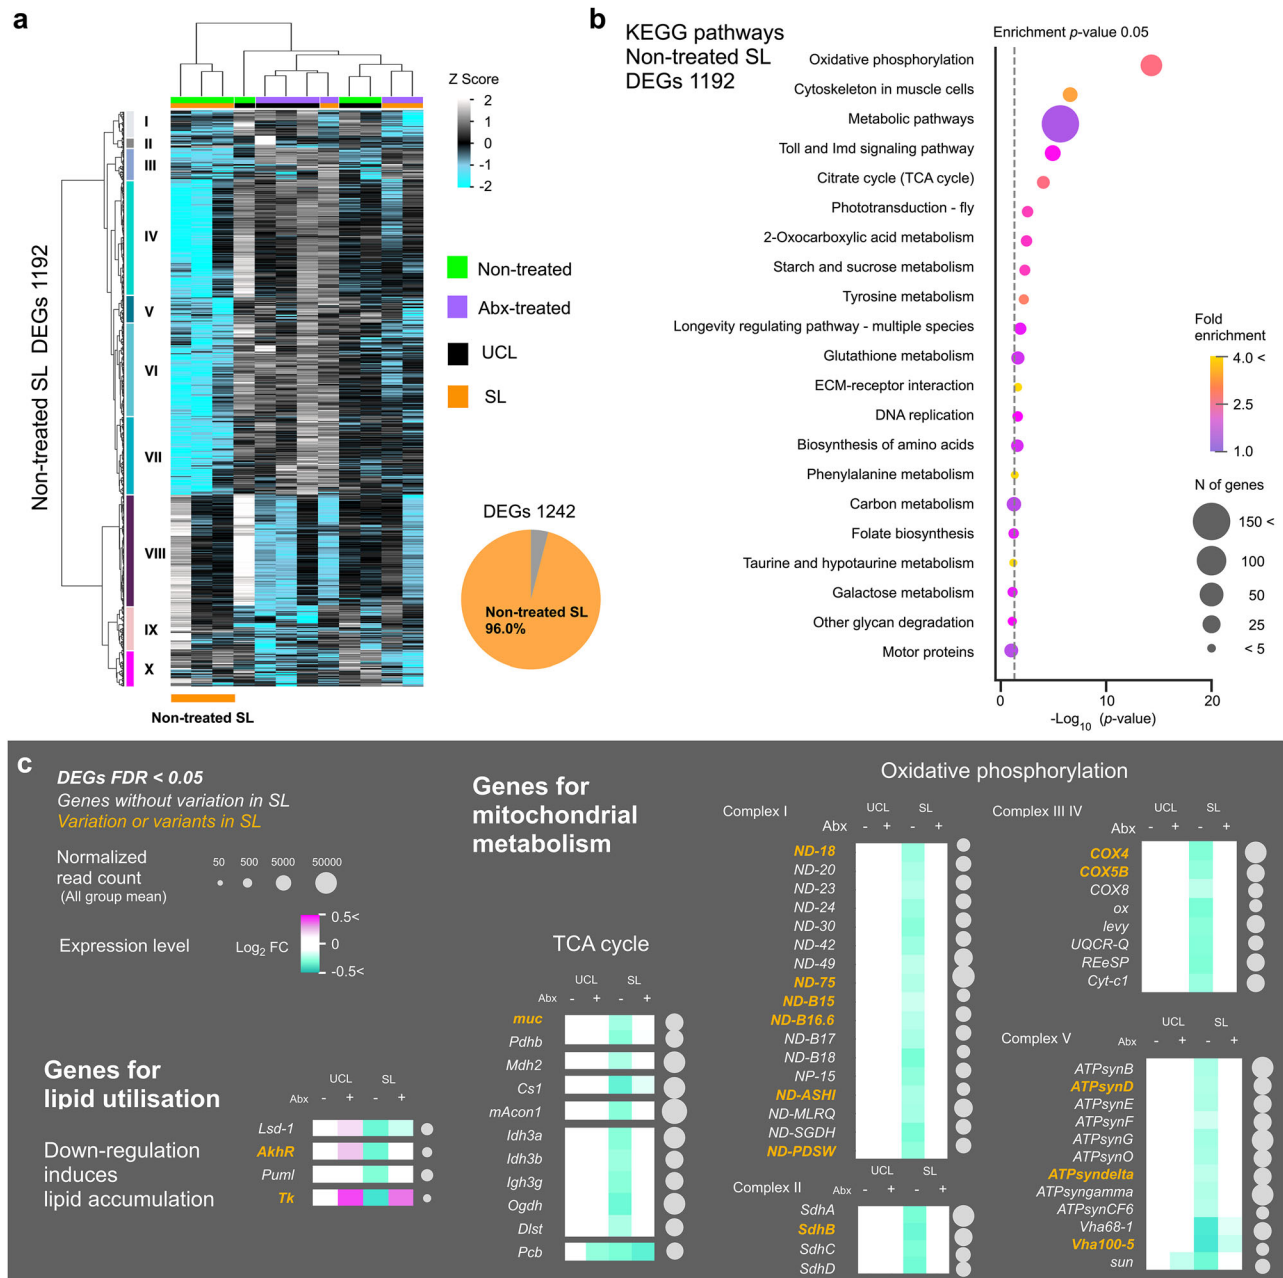 a
Non-treated SL DEGs 1192
I
II
III
IV
V
VI
VII
VIII
IX
X
Non-treated SL
Z Score
2
1
0
-1
-2
Non-treated
Abx-treated
UCL
SL
DEGs 1242
Non-treated SL
96.0%
b
KEGG pathways
Non-treated SL
DEGs 1192
Enrichment p-value 0.05
Oxidative phosphorylation
Cytoskeleton in muscle cells
Metabolic pathways
Toll and Imd signaling pathway
Citrate cycle (TCA cycle)
Phototransduction - fly
2-Oxocarboxylic acid metabolism
Starch and sucrose metabolism
Tyrosine metabolism
Longevity regulating pathway - multiple species
Glutathione metabolism
ECM-receptor interaction
DNA replication
Biosynthesis of amino acids
Phenylalanine metabolism
Carbon metabolism
Folate biosynthesis
Taurine and hypotaurine metabolism
Galactose metabolism
Other glycan degradation
Motor proteins
0 10 20
-Log10 (p-value)
Fold
enrichment
4.0 <
2.5
1.0
N of genes
150 <
100
50
25
< 5
c
DEGs FDR < 0.05
Genes without variation in SL
Variation or variants in SL
Normalized
read count
(All group mean)
50 500 5000 50000
Expression level
Log2 FC
0.5<
0
-0.5<
Genes for
lipid utilisation
Down-regulation
induces
lipid accumulation
UCL SL
Abx - + - +
Lsd-1
AkhR
Puml
Tk
Genes for
mitochondrial
metabolism
TCA cycle
UCL SL
Abx - + - +
muc
Pdhb
Mdh2
Cs1
mAcon1
Idh3a
Idh3b
Igh3g
Ogdh
Dlst
Pcb
Oxidative phosphorylation
Complex I
UCL SL
Abx - + - +
ND-18
ND-20
ND-23
ND-24
ND-30
ND-42
ND-49
ND-75
ND-B15
ND-B16.6
ND-B17
ND-B18
NP-15
ND-ASHI
ND-MLRQ
ND-SGDH
ND-PDSW
Complex II
UCL SL
Abx - + - +
SdhA
SdhB
SdhC
SdhD
Complex III IV
UCL SL
Abx - + - +
COX4
COX5B
COX8
ox
levy
UQCR-Q
REeSP
Cyt-c1
Complex V
UCL SL
Abx - + - +
ATPsynB
ATPsynD
ATPsynE
ATPsynF
ATPsynG
ATPsynO
ATPsyndelta
ATPsyngamma
ATPsynCF6
Vha68-1
Vha100-5
sun